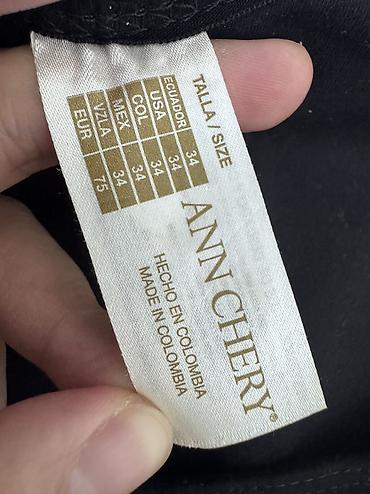 TALLA / SIZE
ECUADOR 34
USA 34
COL 34
MEX 34
VZLA 34
EUR 75
ANN CHERY®
HECHO EN COLOMBIA
MADE IN COLOMBIA